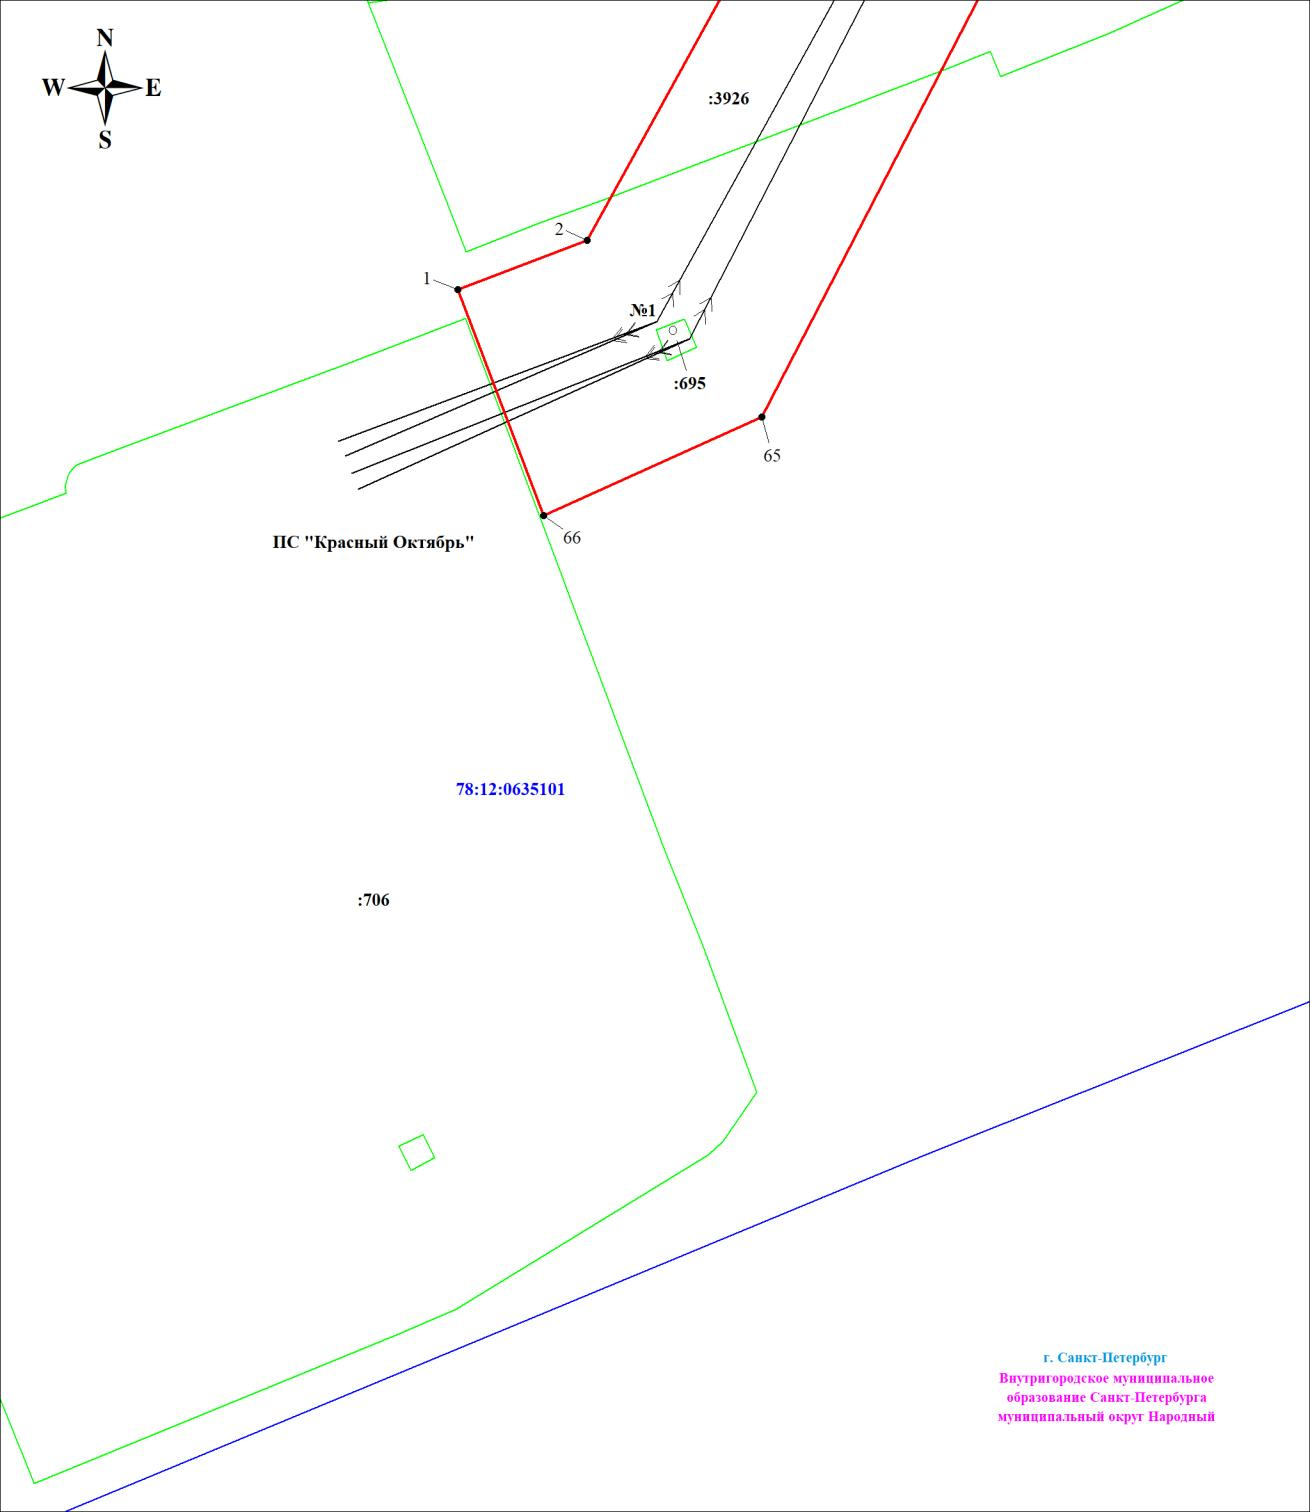 N
W E
S
:3926
2
1
№1
:695
65
66
ПС "Красный Октябрь"
78:12:0635101
:706
г. Санкт-Петербург
Внутригородское муниципальное
образование Санкт-Петербурга
муниципальный округ Народный